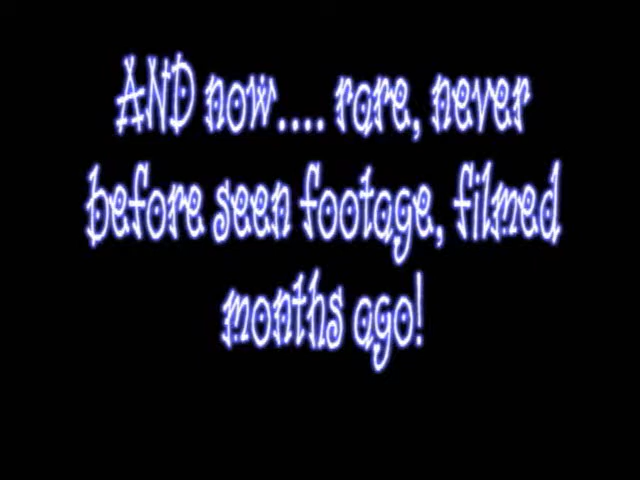 AND now.... rare, never
before seen footage, filmed
months ago!